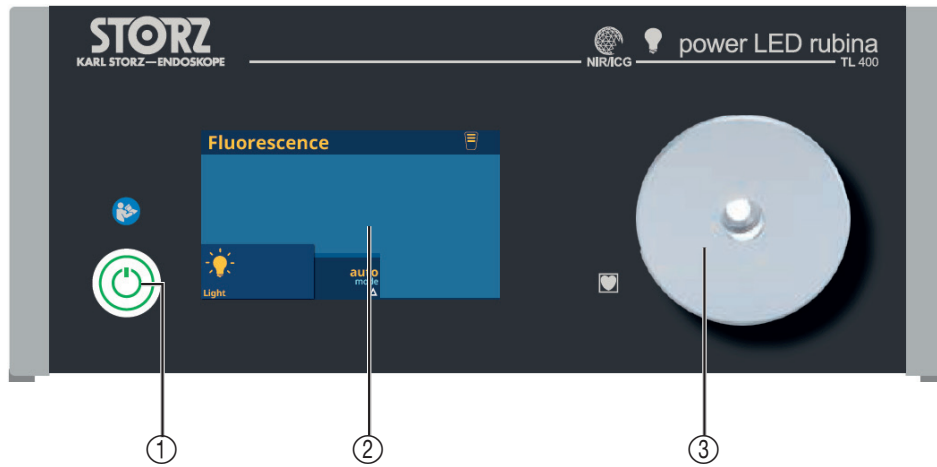 STORZ
KARL STORZ—ENDOSKOPE
NIR/ICG
power LED rubina
TL 400
Fluorescence
Light
auto
mode
1
2
3